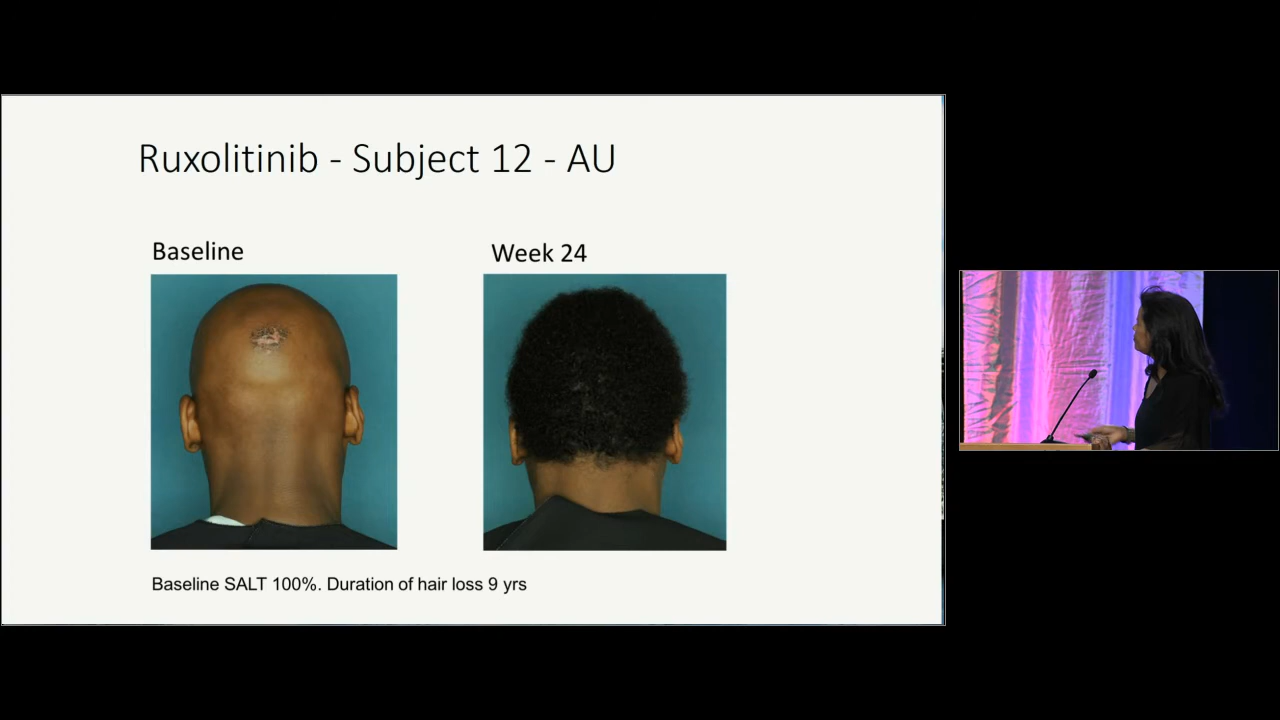 Ruxolitinib - Subject 12 - AU
Baseline
Week 24
Baseline SALT 100%. Duration of hair loss 9 yrs